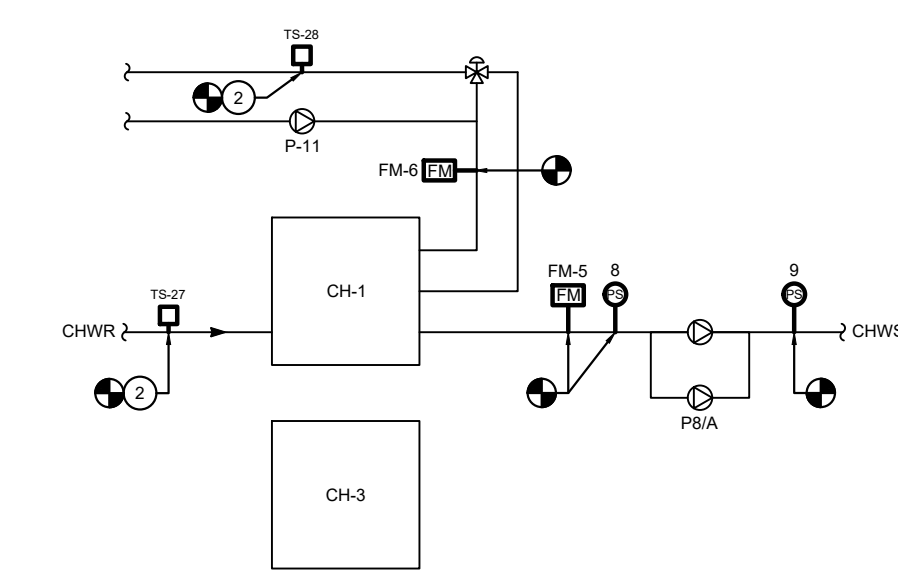 TS-28
2
P-11
FM-6 FM
CH-1
FM-5
FM
8
PS
9
PS
TS-27
CHWR
CHWS
2
P8/A
CH-3